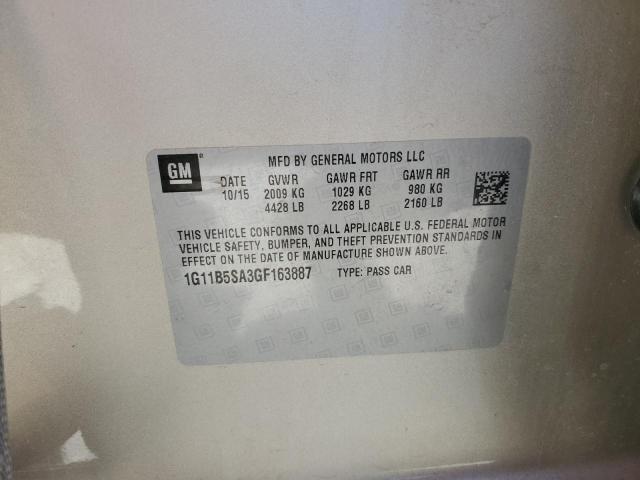 GM
MFD BY GENERAL MOTORS LLC
DATE GVWR GAWR FRT GAWR RR
10/15 2009 KG 1029 KG 980 KG
4428 LB 2268 LB 2160 LB
THIS VEHICLE CONFORMS TO ALL APPLICABLE U.S. FEDERAL MOTOR
VEHICLE SAFETY, BUMPER, AND THEFT PREVENTION STANDARDS IN
EFFECT ON THE DATE OF MANUFACTURE SHOWN ABOVE.
1G11B5SA3GF163887 TYPE: PASS CAR